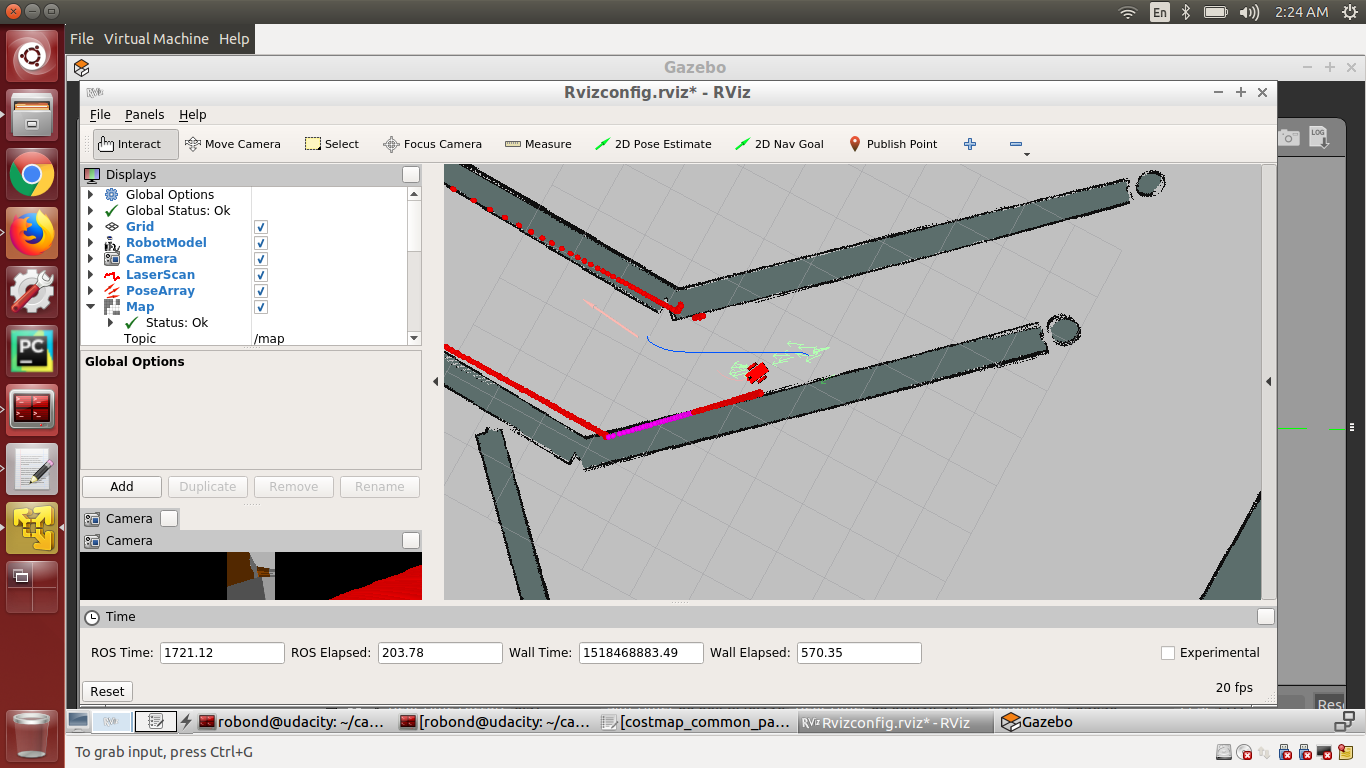 En
2:24 AM
File Virtual Machine Help
Gazebo
Rvizconfig.rviz* - RViz
File Panels Help
Interact Move Camera Select Focus Camera Measure 2D Pose Estimate 2D Nav Goal Publish Point
LOG
Displays
Global Options
Global Status: Ok
Grid
RobotModel
Camera
LaserScan
PoseArray
Map
Status: Ok
Topic /map
Global Options
Add Duplicate Remove Rename
Camera
Camera
Time
ROS Time: 1721.12 ROS Elapsed: 203.78 Wall Time: 1518468883.49 Wall Elapsed: 570.35 Experimental
Reset
20 fps
robond@udacity: ~/ca... [robond@udacity: ~/ca... [costmap_common_pa... RViz Rvizconfig.rviz* - RViz Gazebo
To grab input, press Ctrl+G
PC